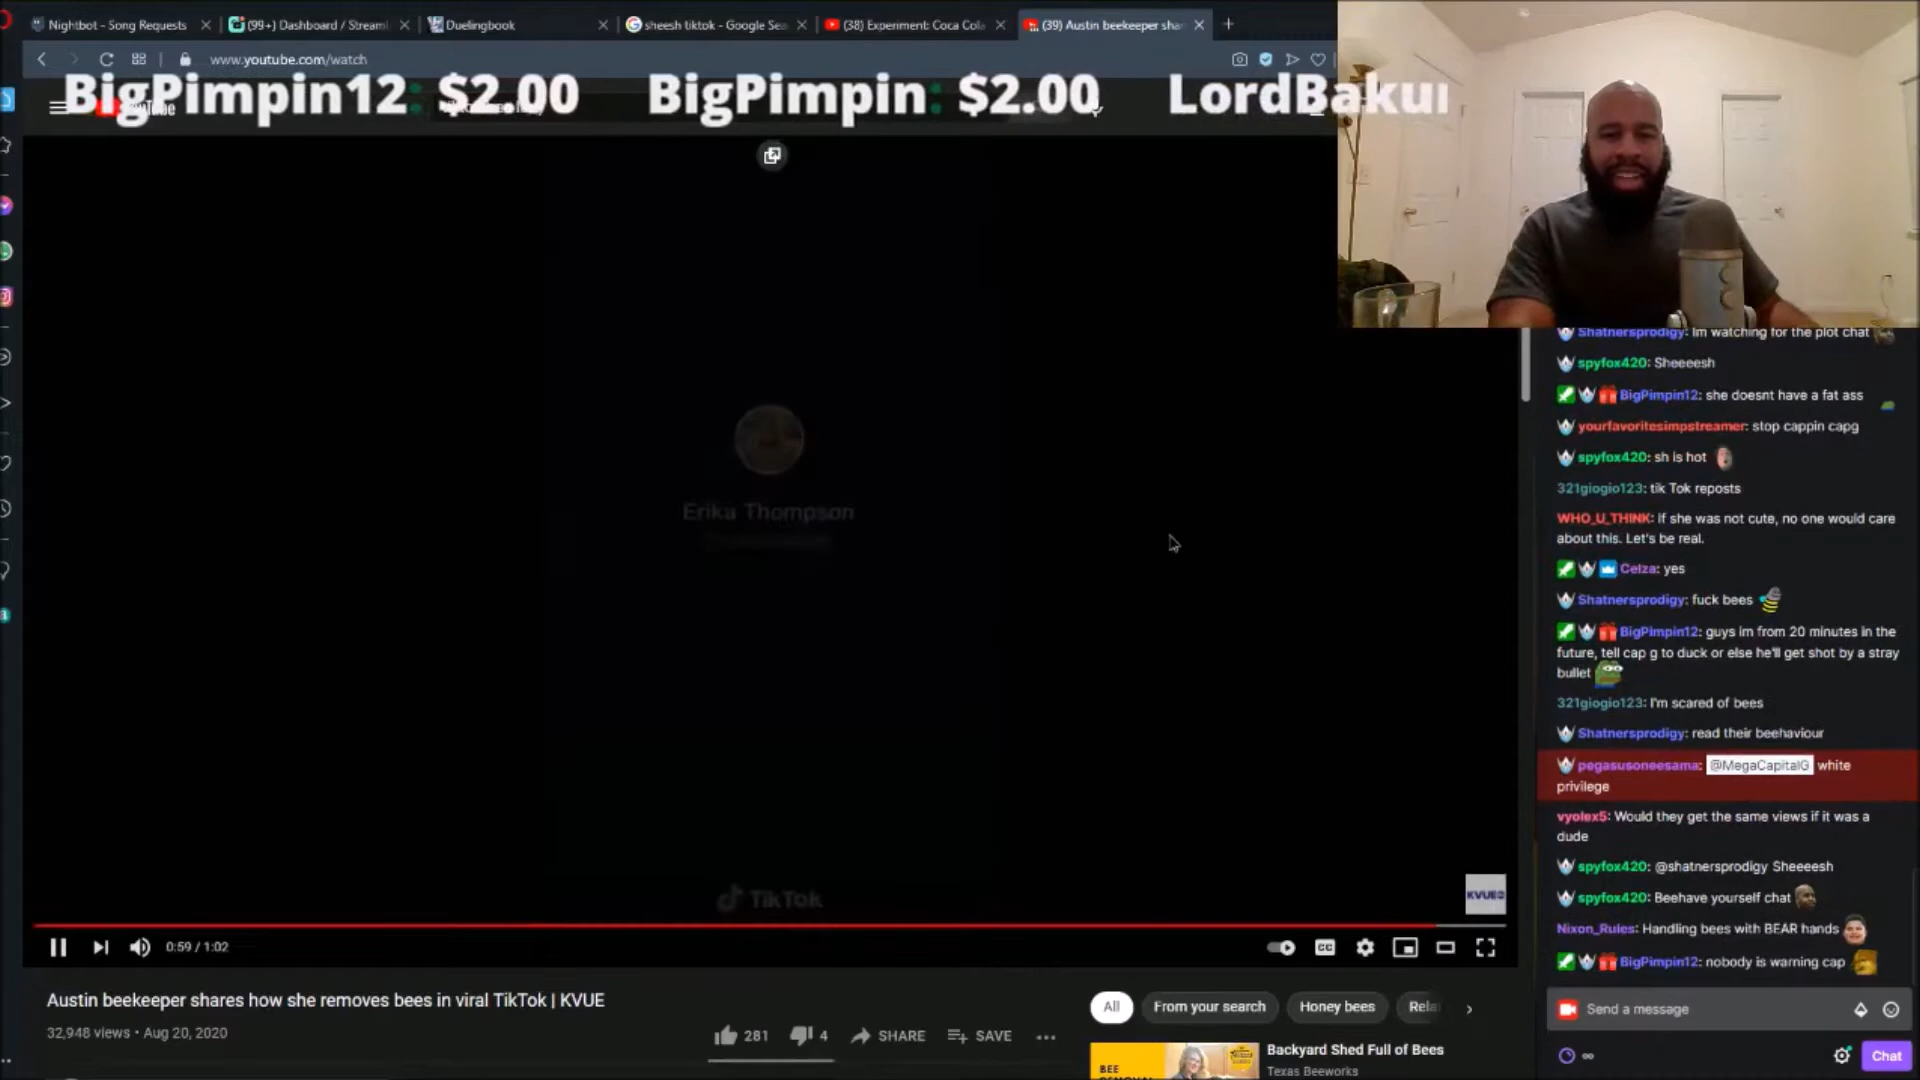 Nightbot - Song Requests
(99+) Dashboard / Streaml
Duelingbook
sheesh tiktok - Google Sea
(38) Experiment: Coca Cola
(39) Austin beekeeper shar
www.youtube.com/watch
BigPimpin12: $2.00 BigPimpin: $2.00 LordBakur
Erika Thompson
TikTok
KVUE
0:59 / 1:02
CC
Austin beekeeper shares how she removes bees in viral TikTok | KVUE
32,948 views • Aug 20, 2020
281
4
SHARE
SAVE
All
From your search
Honey bees
Rela
BEE
Backyard Shed Full of Bees
Texas Beeworks
Shatnersprodigy: Im watching for the plot chat
spyfox420: Sheeeesh
BigPimpin12: she doesnt have a fat ass
yourfavoritesimpstreamer: stop cappin capg
spyfox420: sh is hot
321giogio123: tik Tok reposts
WHO_U_THINK: If she was not cute, no one would care
about this. Let's be real.
Celza: yes
Shatnersprodigy: fuck bees
BigPimpin12: guys im from 20 minutes in the
future, tell cap g to duck or else he'll get shot by a stray
bullet
321giogio123: I'm scared of bees
Shatnersprodigy: read their beehaviour
pegasusoneesama: @MegaCapitalG white
privilege
vyolex5: Would they get the same views if it was a
dude
spyfox420: @shatnersprodigy Sheeeesh
spyfox420: Beehave yourself chat
Nixon_Rules: Handling bees with BEAR hands
BigPimpin12: nobody is warning cap
Send a message
Chat